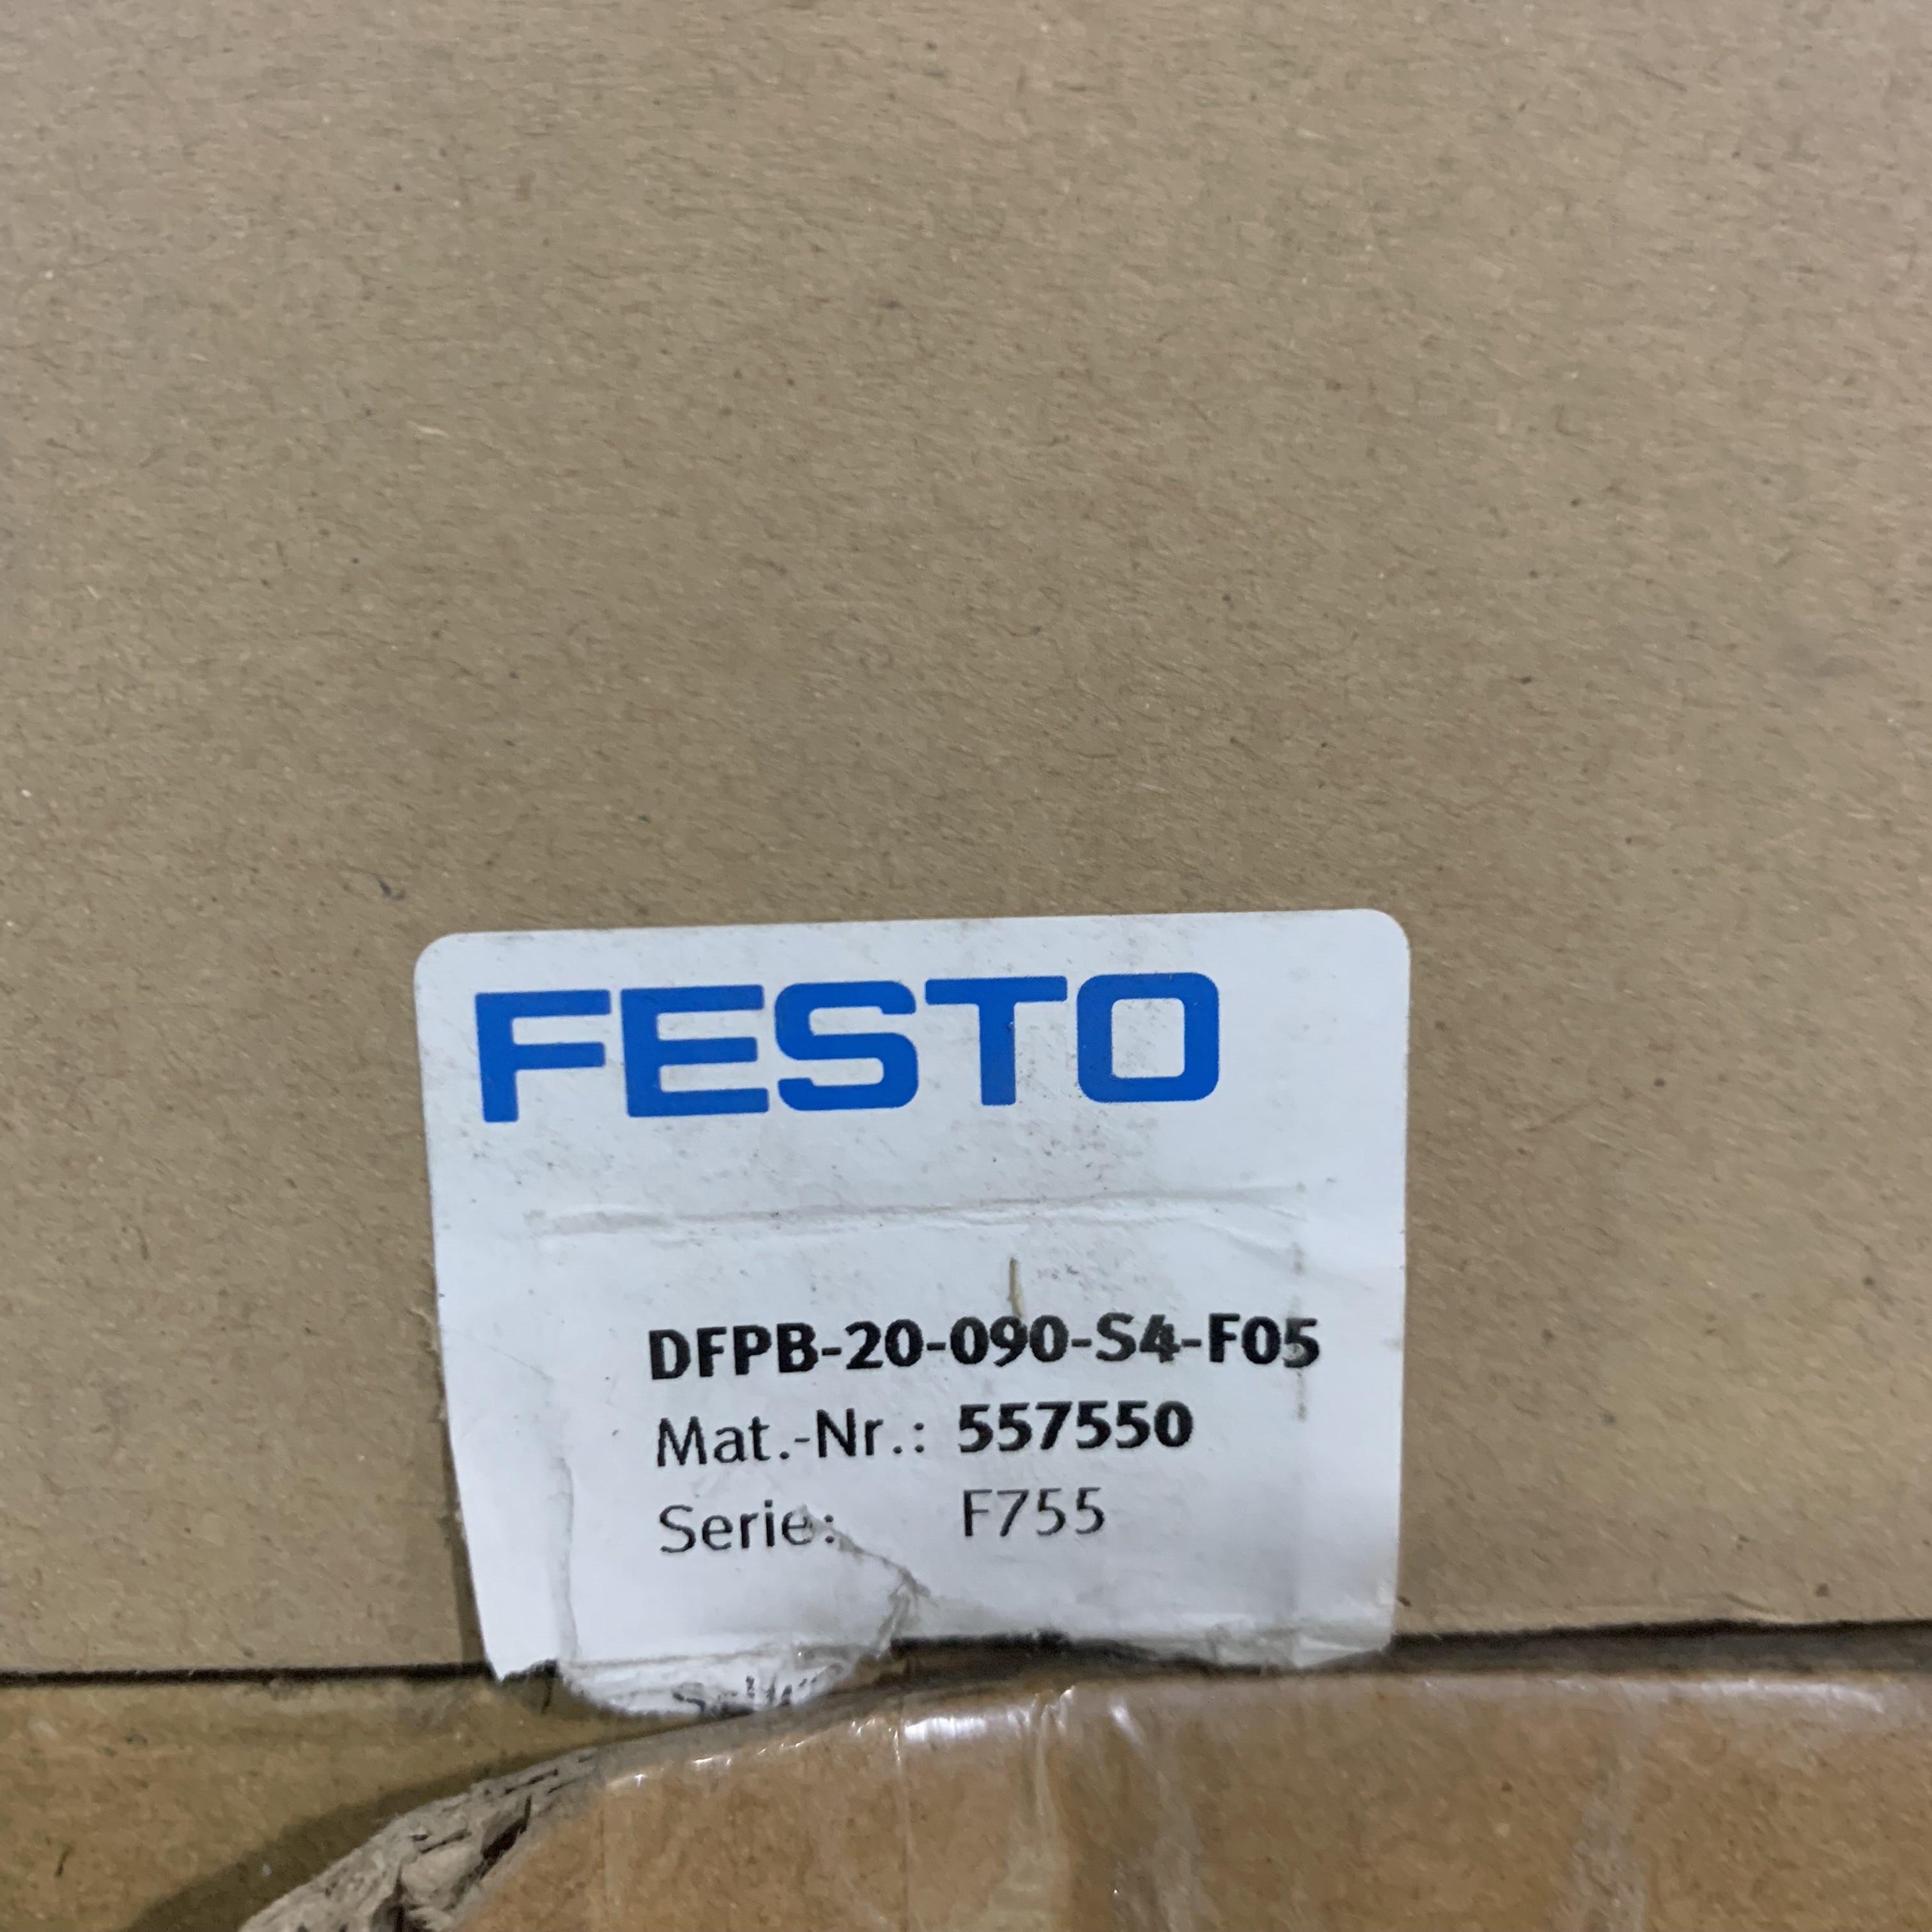 FESTO
DFPB-20-090-S4-F05
Mat.-Nr.: 557550
Serie: F755